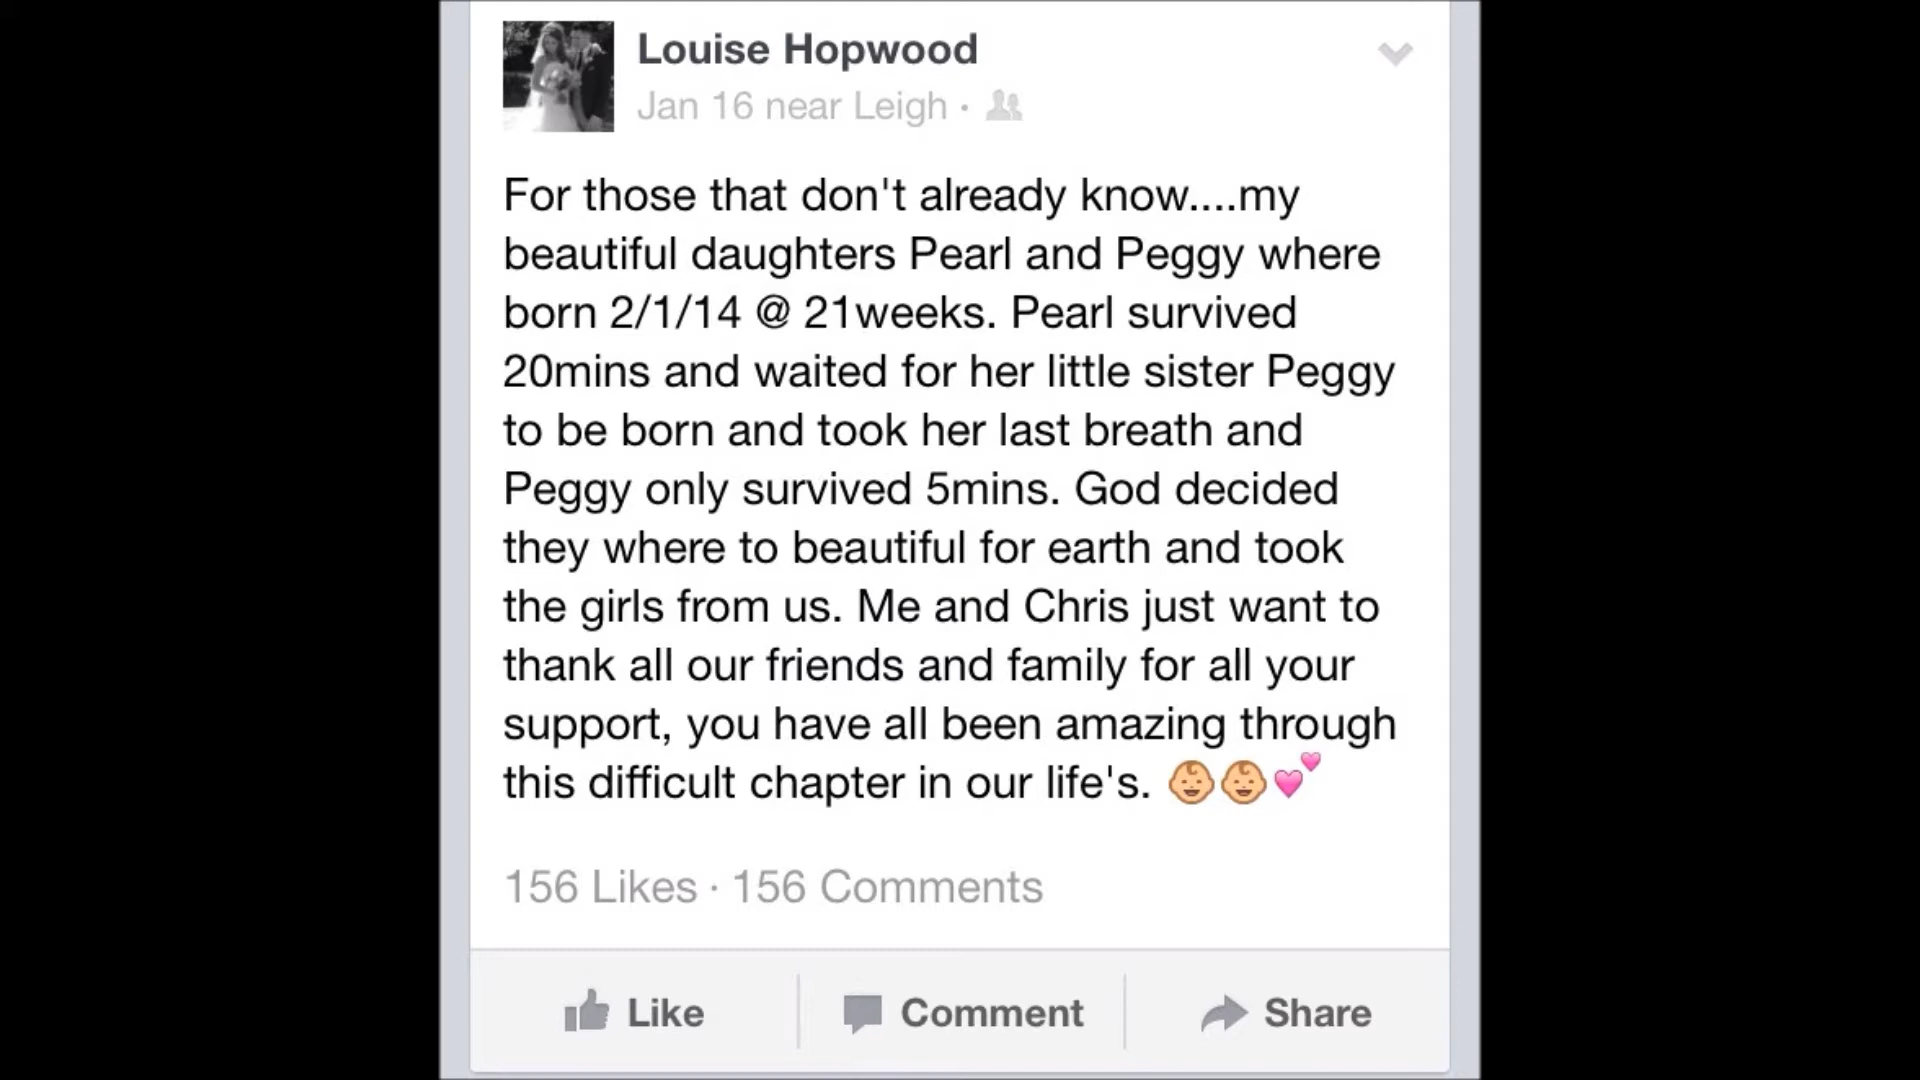 Louise Hopwood
Jan 16 near Leigh ·
For those that don't already know....my
beautiful daughters Pearl and Peggy where
born 2/1/14 @ 21weeks. Pearl survived
20mins and waited for her little sister Peggy
to be born and took her last breath and
Peggy only survived 5mins. God decided
they where to beautiful for earth and took
the girls from us. Me and Chris just want to
thank all our friends and family for all your
support, you have all been amazing through
this difficult chapter in our life's. 👶👶💕
156 Likes · 156 Comments
Like Comment Share